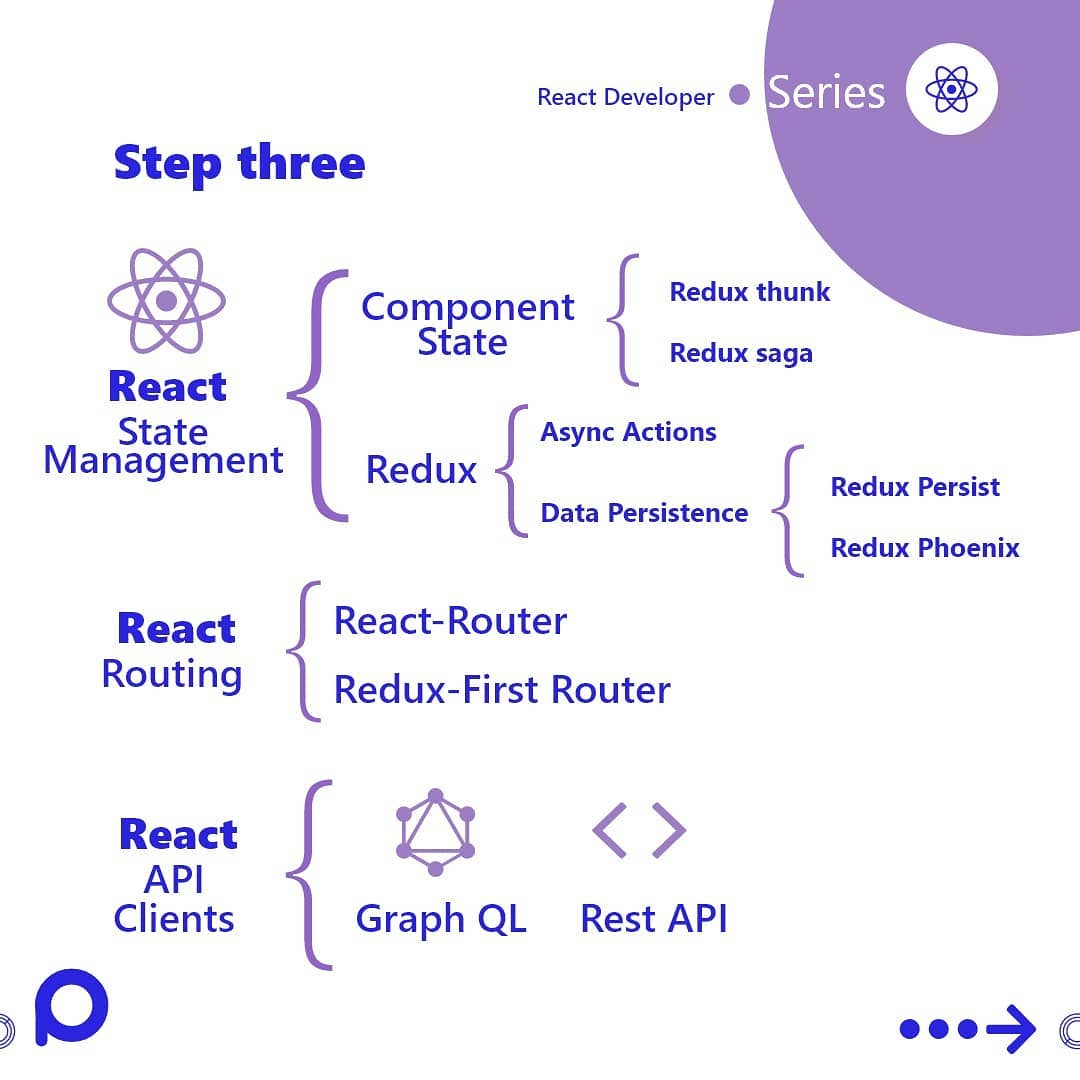 React Developer Series
Step three
React
State
Management
Component
State
Redux thunk
Redux saga
Redux
Async Actions
Data Persistence
Redux Persist
Redux Phoenix
React
Routing
React-Router
Redux-First Router
React
API
Clients
Graph QL
Rest API